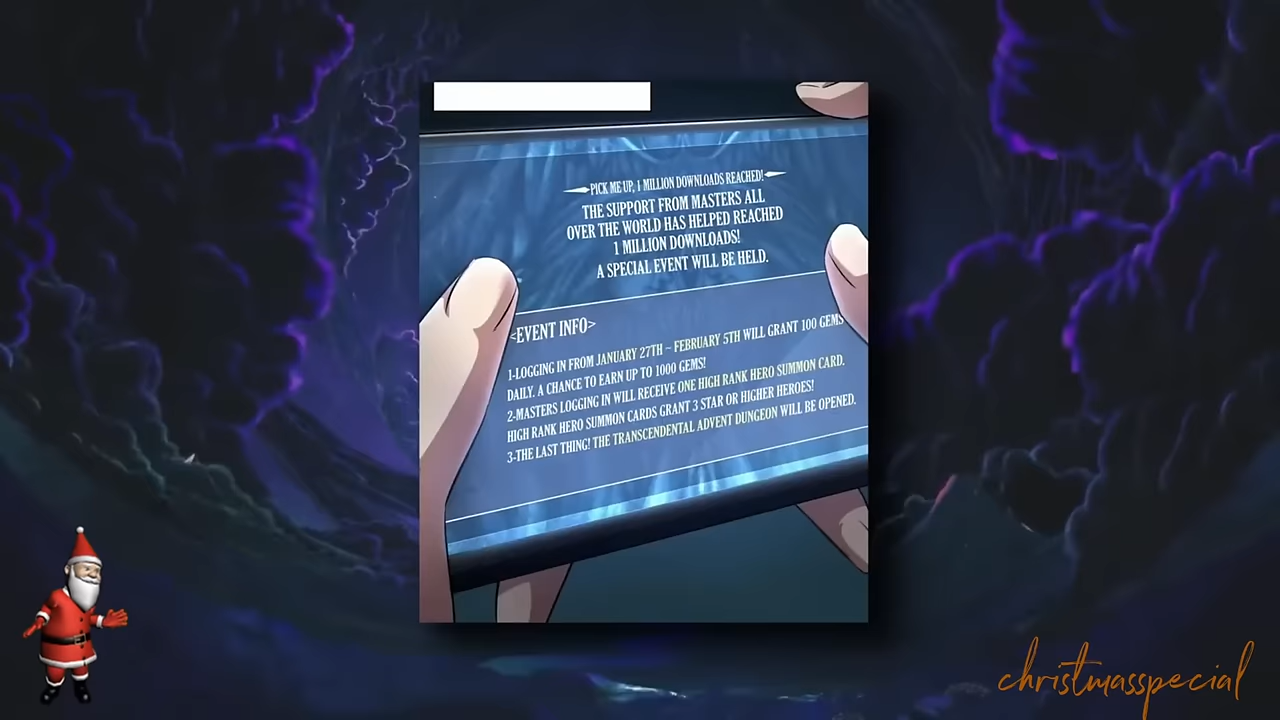 PICK ME UP, 1 MILLION DOWNLOADS REACHED!
THE SUPPORT FROM MASTERS ALL
OVER THE WORLD HAS HELPED REACHED
1 MILLION DOWNLOADS!
A SPECIAL EVENT WILL BE HELD.
<EVENT INFO>
1-LOGGING IN FROM JANUARY 27TH ~ FEBRUARY 5TH WILL GRANT 100 GEMS
DAILY. A CHANCE TO EARN UP TO 1000 GEMS!
2-MASTERS LOGGING IN WILL RECEIVE ONE HIGH RANK HERO SUMMON CARD.
HIGH RANK HERO SUMMON CARDS GRANT 3 STAR OR HIGHER HEROES!
3-THE LAST THING! THE TRANSCENDENTAL ADVENT DUNGEON WILL BE OPENED.
christmasspecial